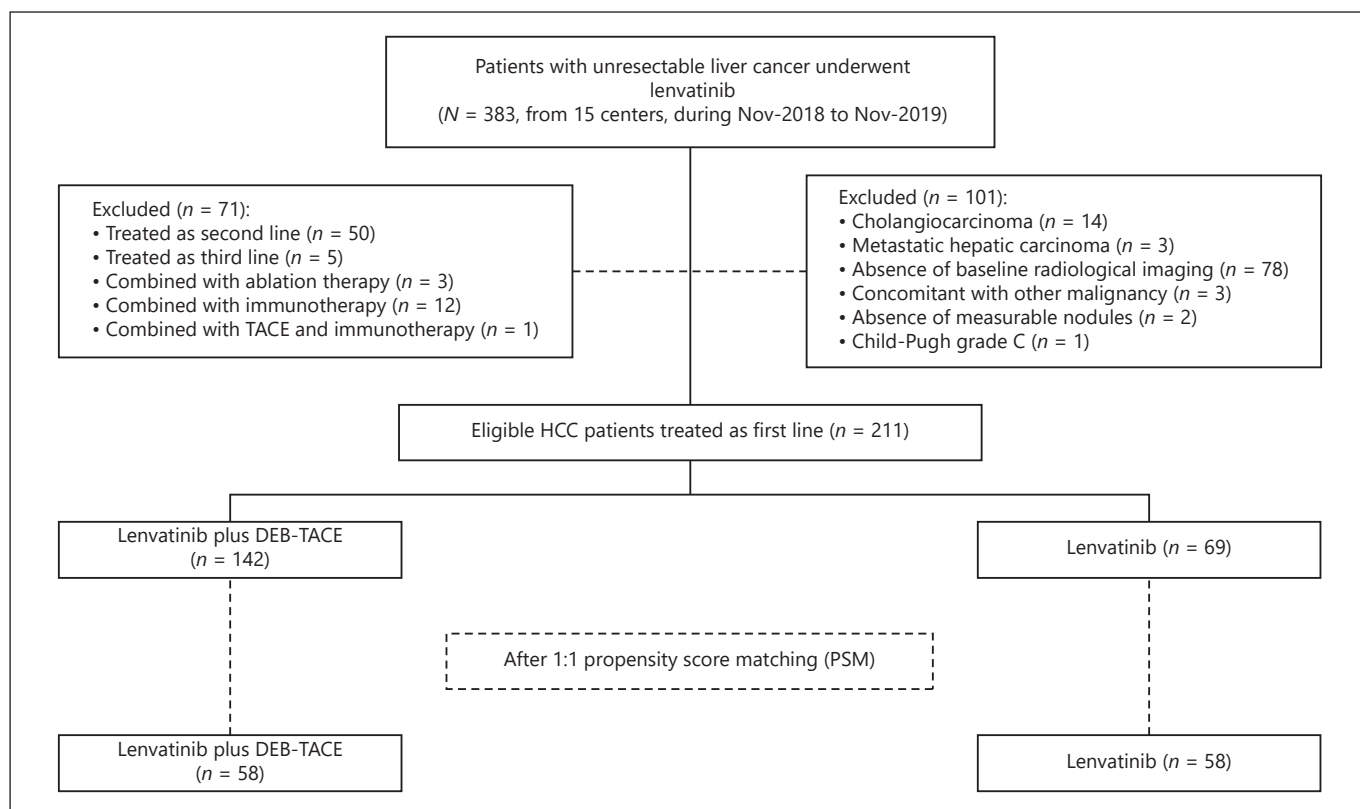 Patients with unresectable liver cancer underwent
lenvatinib
(N = 383, from 15 centers, during Nov-2018 to Nov-2019)
Excluded (n = 71):
• Treated as second line (n = 50)
• Treated as third line (n = 5)
• Combined with ablation therapy (n = 3)
• Combined with immunotherapy (n = 12)
• Combined with TACE and immunotherapy (n = 1)
Excluded (n = 101):
• Cholangiocarcinoma (n = 14)
• Metastatic hepatic carcinoma (n = 3)
• Absence of baseline radiological imaging (n = 78)
• Concomitant with other malignancy (n = 3)
• Absence of measurable nodules (n = 2)
• Child-Pugh grade C (n = 1)
Eligible HCC patients treated as first line (n = 211)
Lenvatinib plus DEB-TACE
(n = 142)
Lenvatinib (n = 69)
After 1:1 propensity score matching (PSM)
Lenvatinib plus DEB-TACE
(n = 58)
Lenvatinib (n = 58)